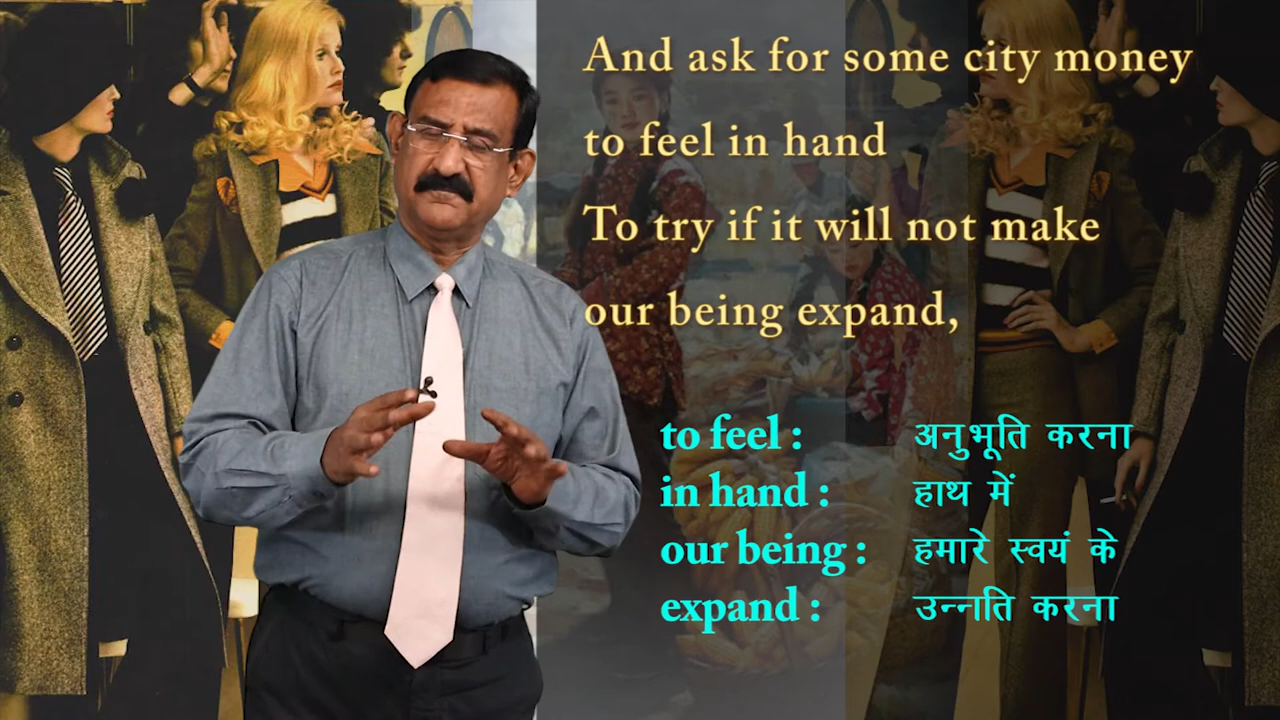 And ask for some city money
to feel in hand
To try if it will not make
our being expand,
to feel : अनुभूति करना
in hand : हाथ में
our being : हमारे स्वयं के
expand : उन्नति करना